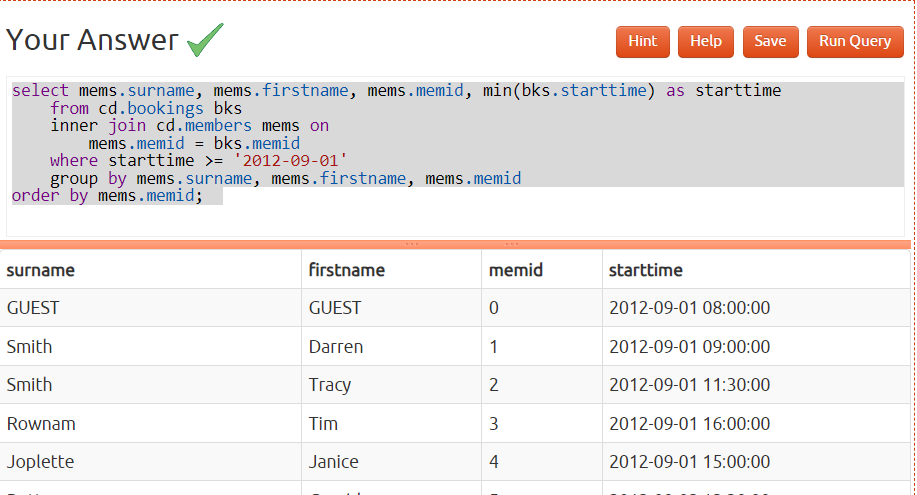 Your Answer
Hint Help Save Run Query
select mems.surname, mems.firstname, mems.memid, min(bks.starttime) as starttime
from cd.bookings bks
inner join cd.members mems on
mems.memid = bks.memid
where starttime >= '2012-09-01'
group by mems.surname, mems.firstname, mems.memid
order by mems.memid;
surname firstname memid starttime
GUEST GUEST 0 2012-09-01 08:00:00
Smith Darren 1 2012-09-01 09:00:00
Smith Tracy 2 2012-09-01 11:30:00
Rownam Tim 3 2012-09-01 16:00:00
Joplette Janice 4 2012-09-01 15:00:00